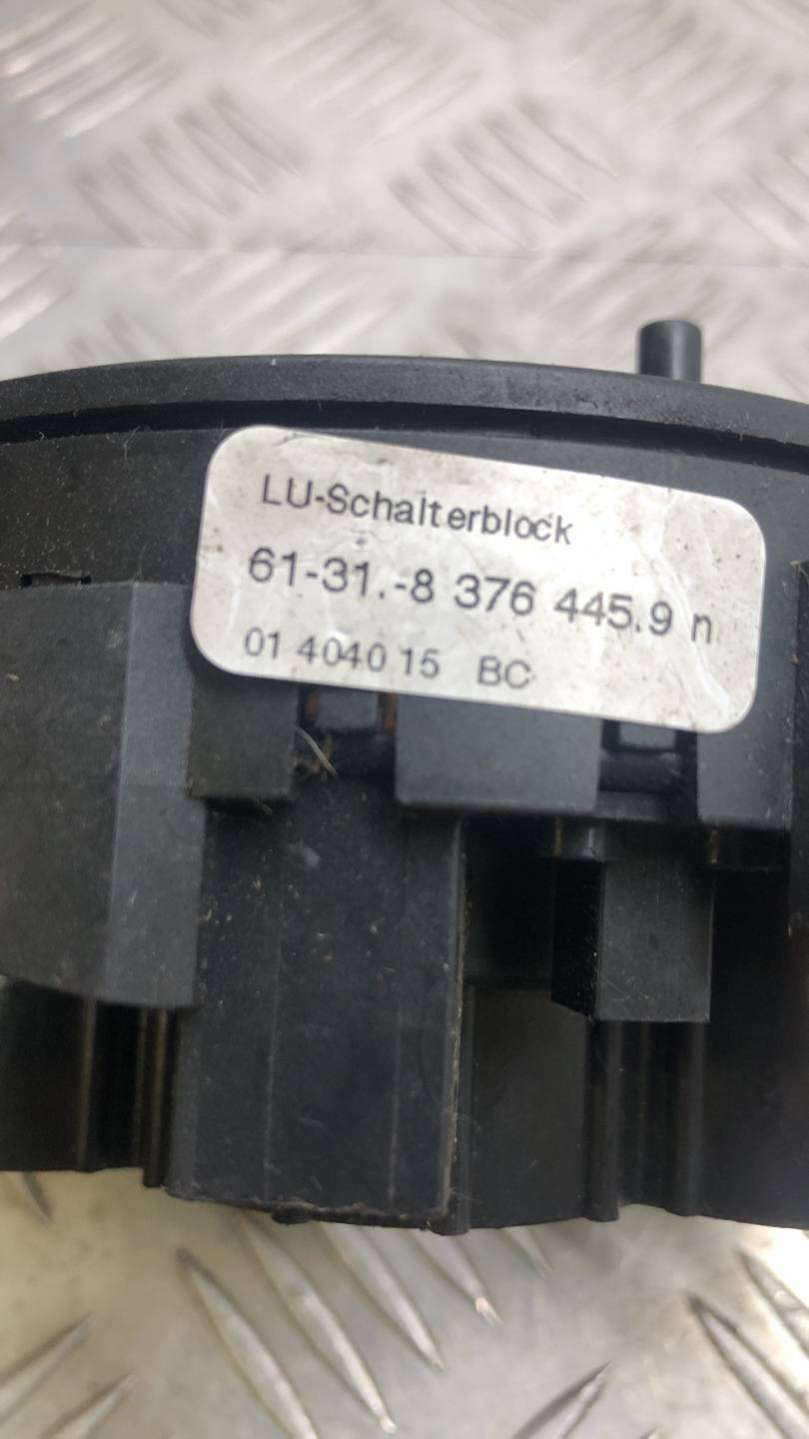 LU-Schalterblock
61-31.-8 376 445.9 n
01 4040 15 BC